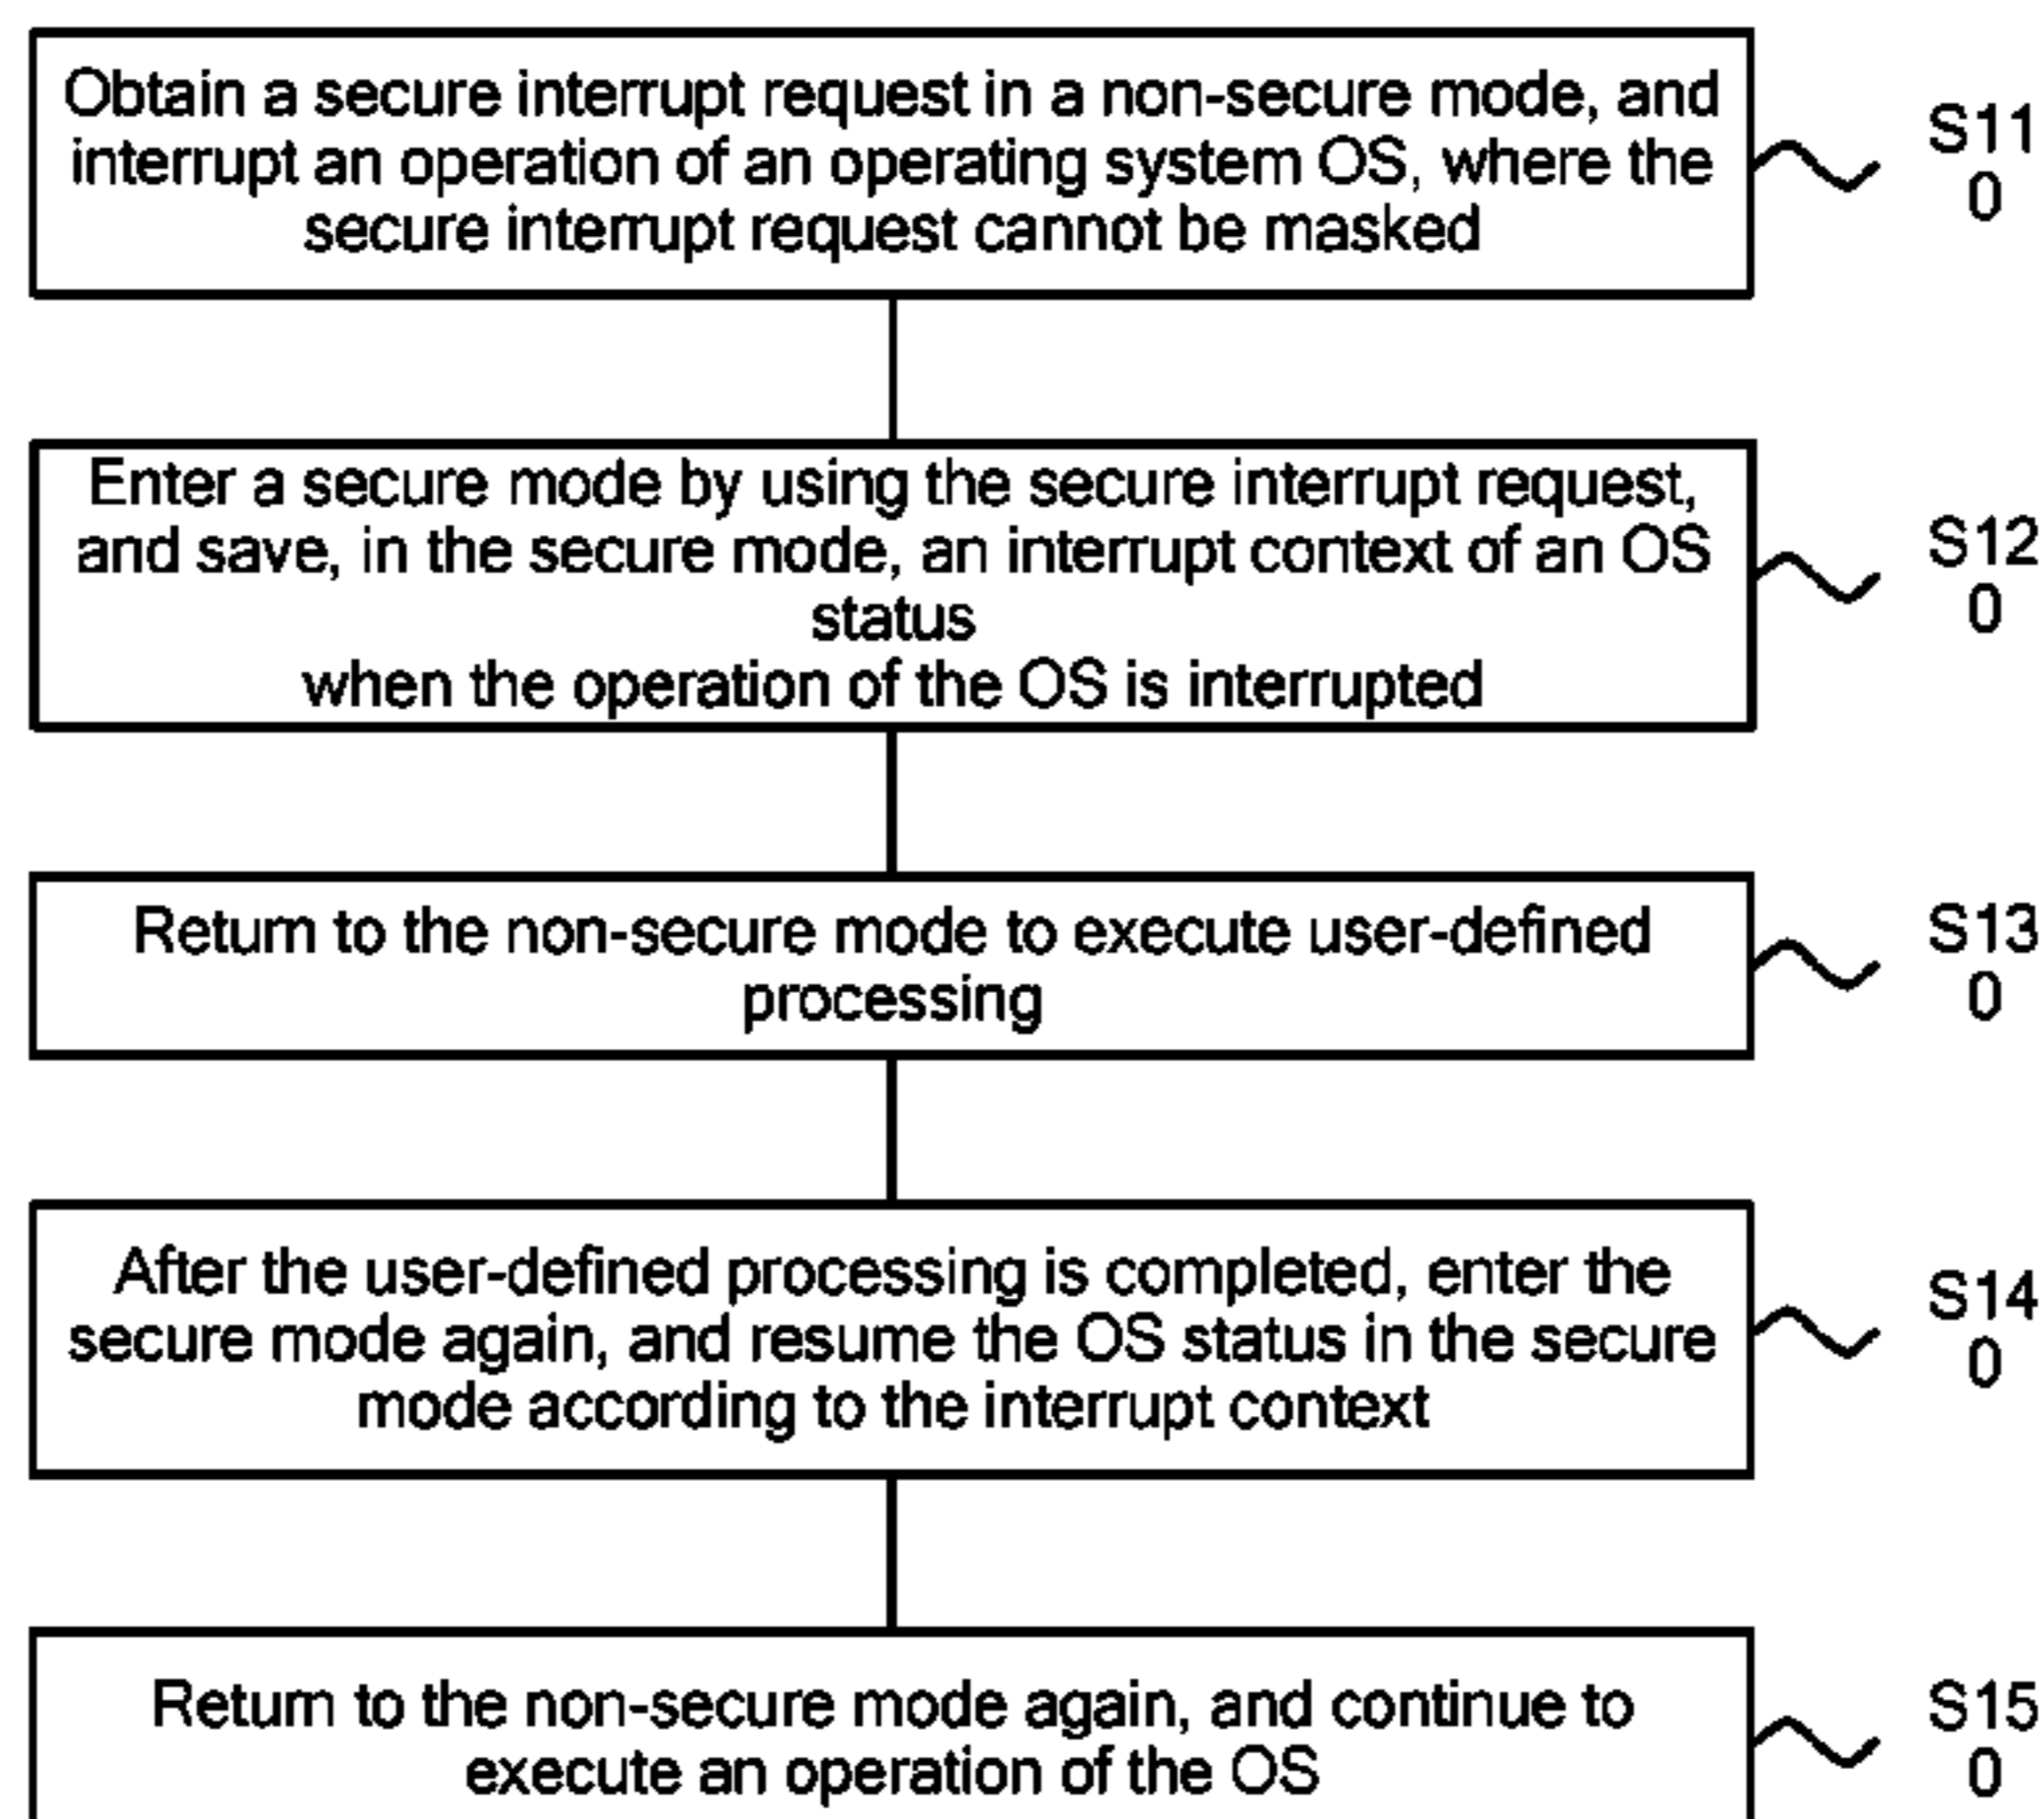 Obtain a secure interrupt request in a non-secure mode, and
interrupt an operation of an operating system OS, where the
secure interrupt request cannot be masked
S11
0
Enter a secure mode by using the secure interrupt request,
and save, in the secure mode, an interrupt context of an OS
status
when the operation of the OS is interrupted
S12
0
Return to the non-secure mode to execute user-defined
processing
S13
0
After the user-defined processing is completed, enter the
secure mode again, and resume the OS status in the secure
mode according to the interrupt context
S14
0
Return to the non-secure mode again, and continue to
execute an operation of the OS
S15
0